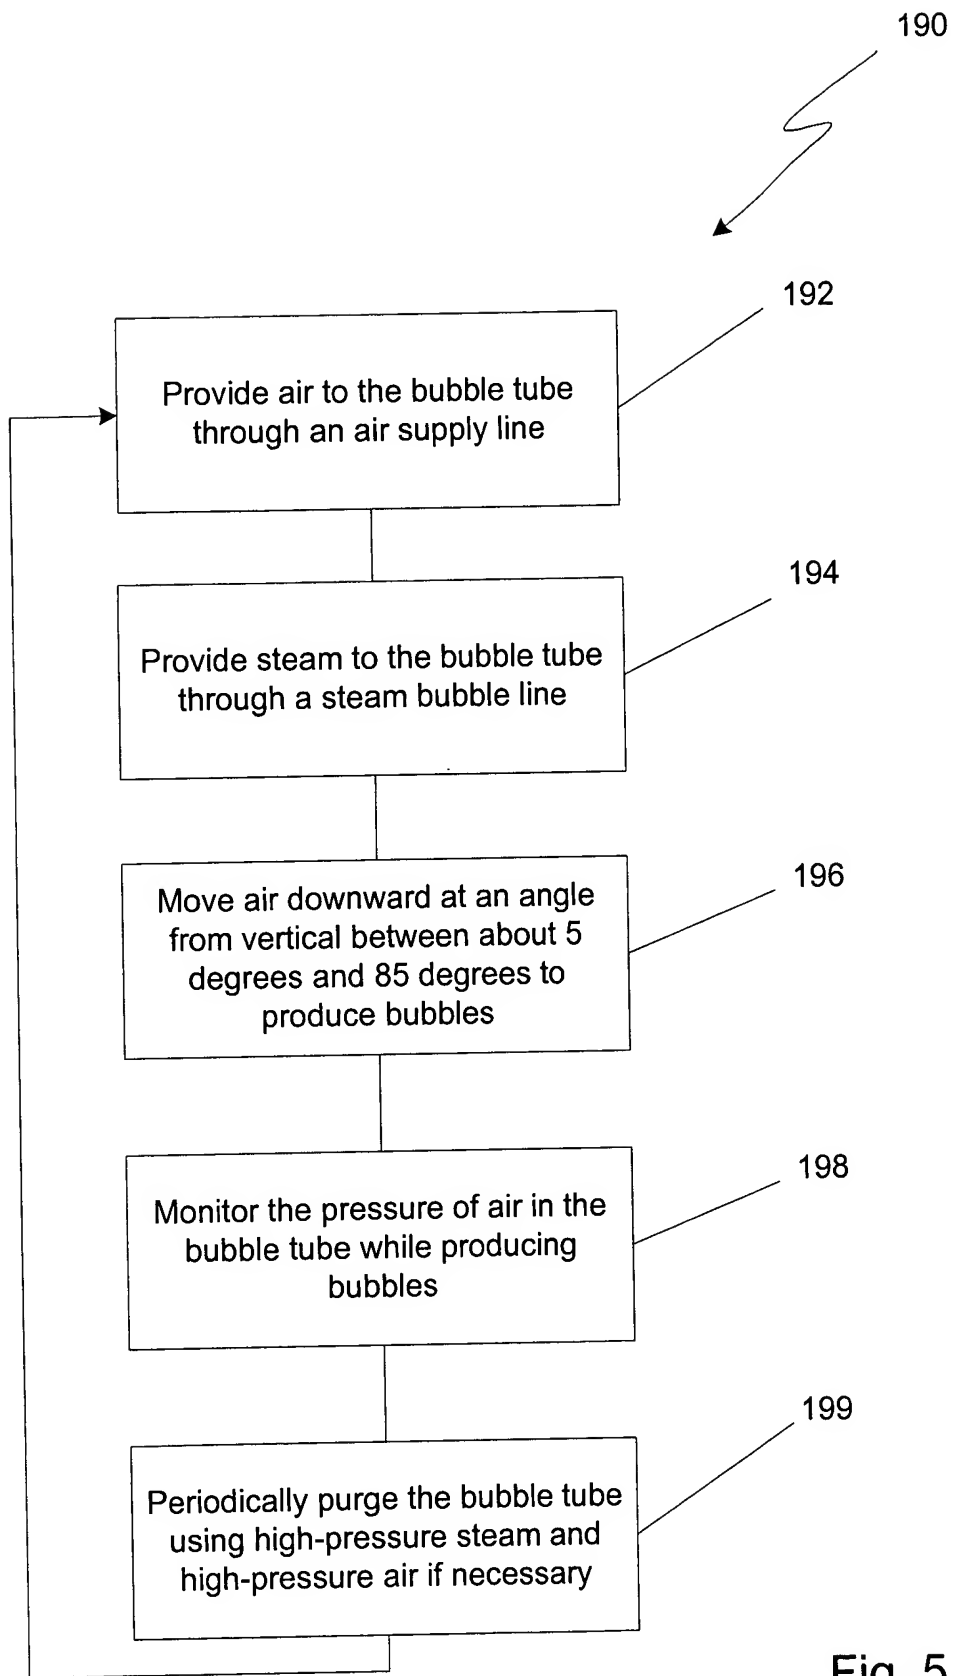 190
192
Provide air to the bubble tube
through an air supply line
194
Provide steam to the bubble tube
through a steam bubble line
196
Move air downward at an angle
from vertical between about 5
degrees and 85 degrees to
produce bubbles
198
Monitor the pressure of air in the
bubble tube while producing
bubbles
199
Periodically purge the bubble tube
using high-pressure steam and
high-pressure air if necessary
Fig. 5